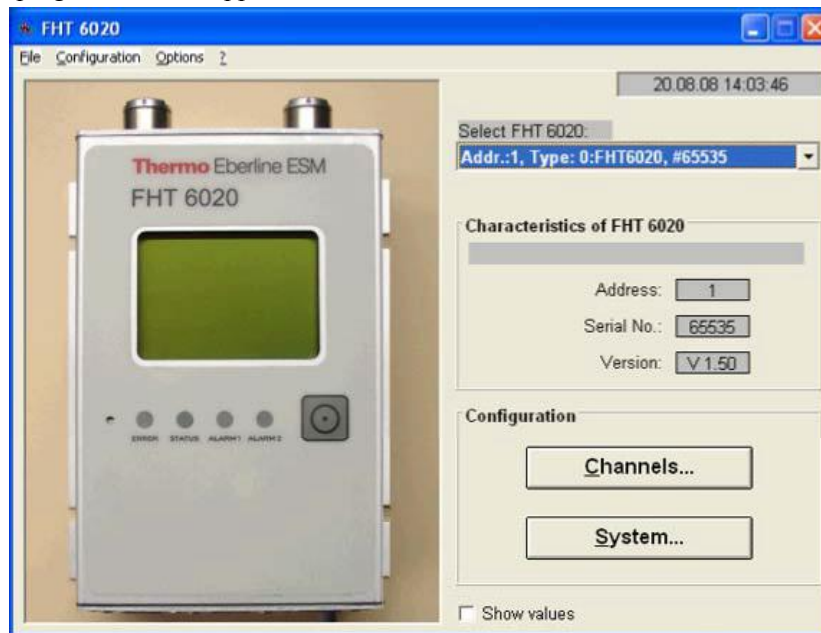 FHT 6020
File Configuration Options ?
20.08.08 14:03:46
Select FHT 6020:
Addr.:1, Type: 0:FHT6020, #65535
Thermo Eberline ESM
FHT 6020
ERROR STATUS ALARM 1 ALARM 2
Characteristics of FHT 6020
Address: 1
Serial No.: 65535
Version: V 1.50
Configuration
Channels...
System...
Show values